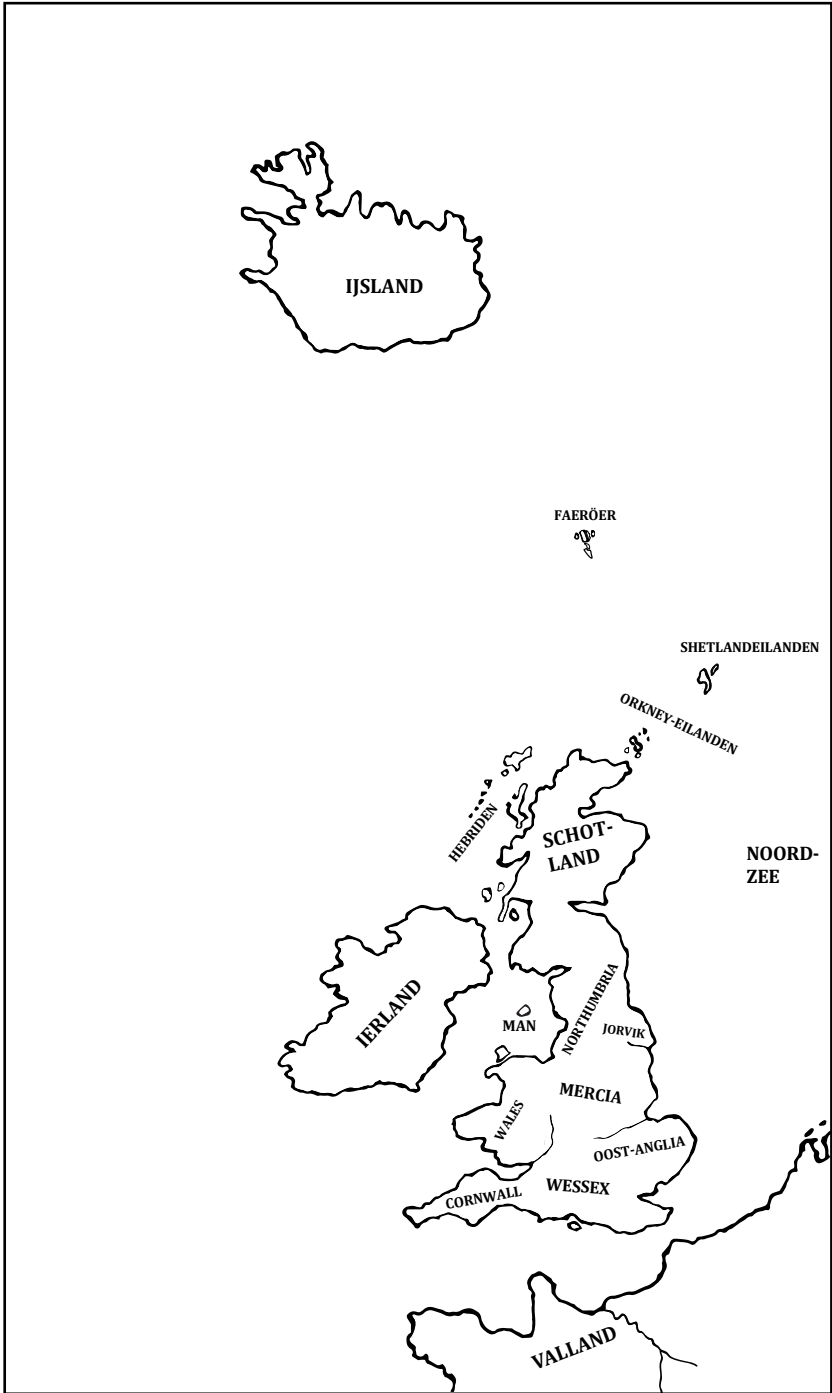 IJSLAND
FAERÖER
SHETLANDEILANDEN
ORKNEY-EILANDEN
HEBRIDEN
SCHOT-
LAND
NOORD-
ZEE
IERLAND
MAN
NORTHUMBRIA
JORVIK
MERCIA
WALES
OOST-ANGLIA
CORNWALL
WESSEX
VALLAND